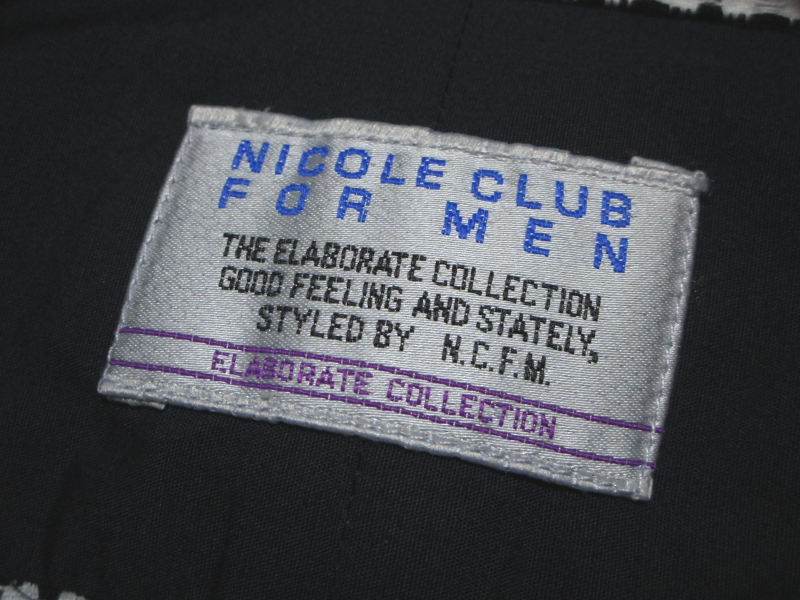 NICOLE CLUB
FOR MEN
THE ELABORATE COLLECTION
GOOD FEELING AND STATELY,
STYLED BY N.C.F.M.
ELABORATE COLLECTION